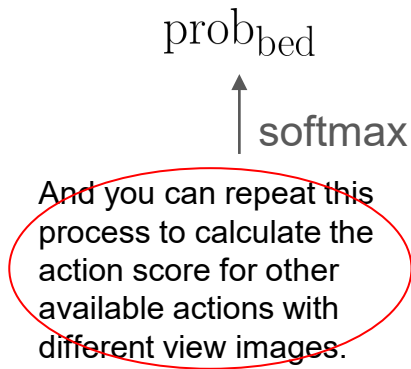 prob_bed
softmax
And you can repeat this
process to calculate the
action score for other
available actions with
different view images.